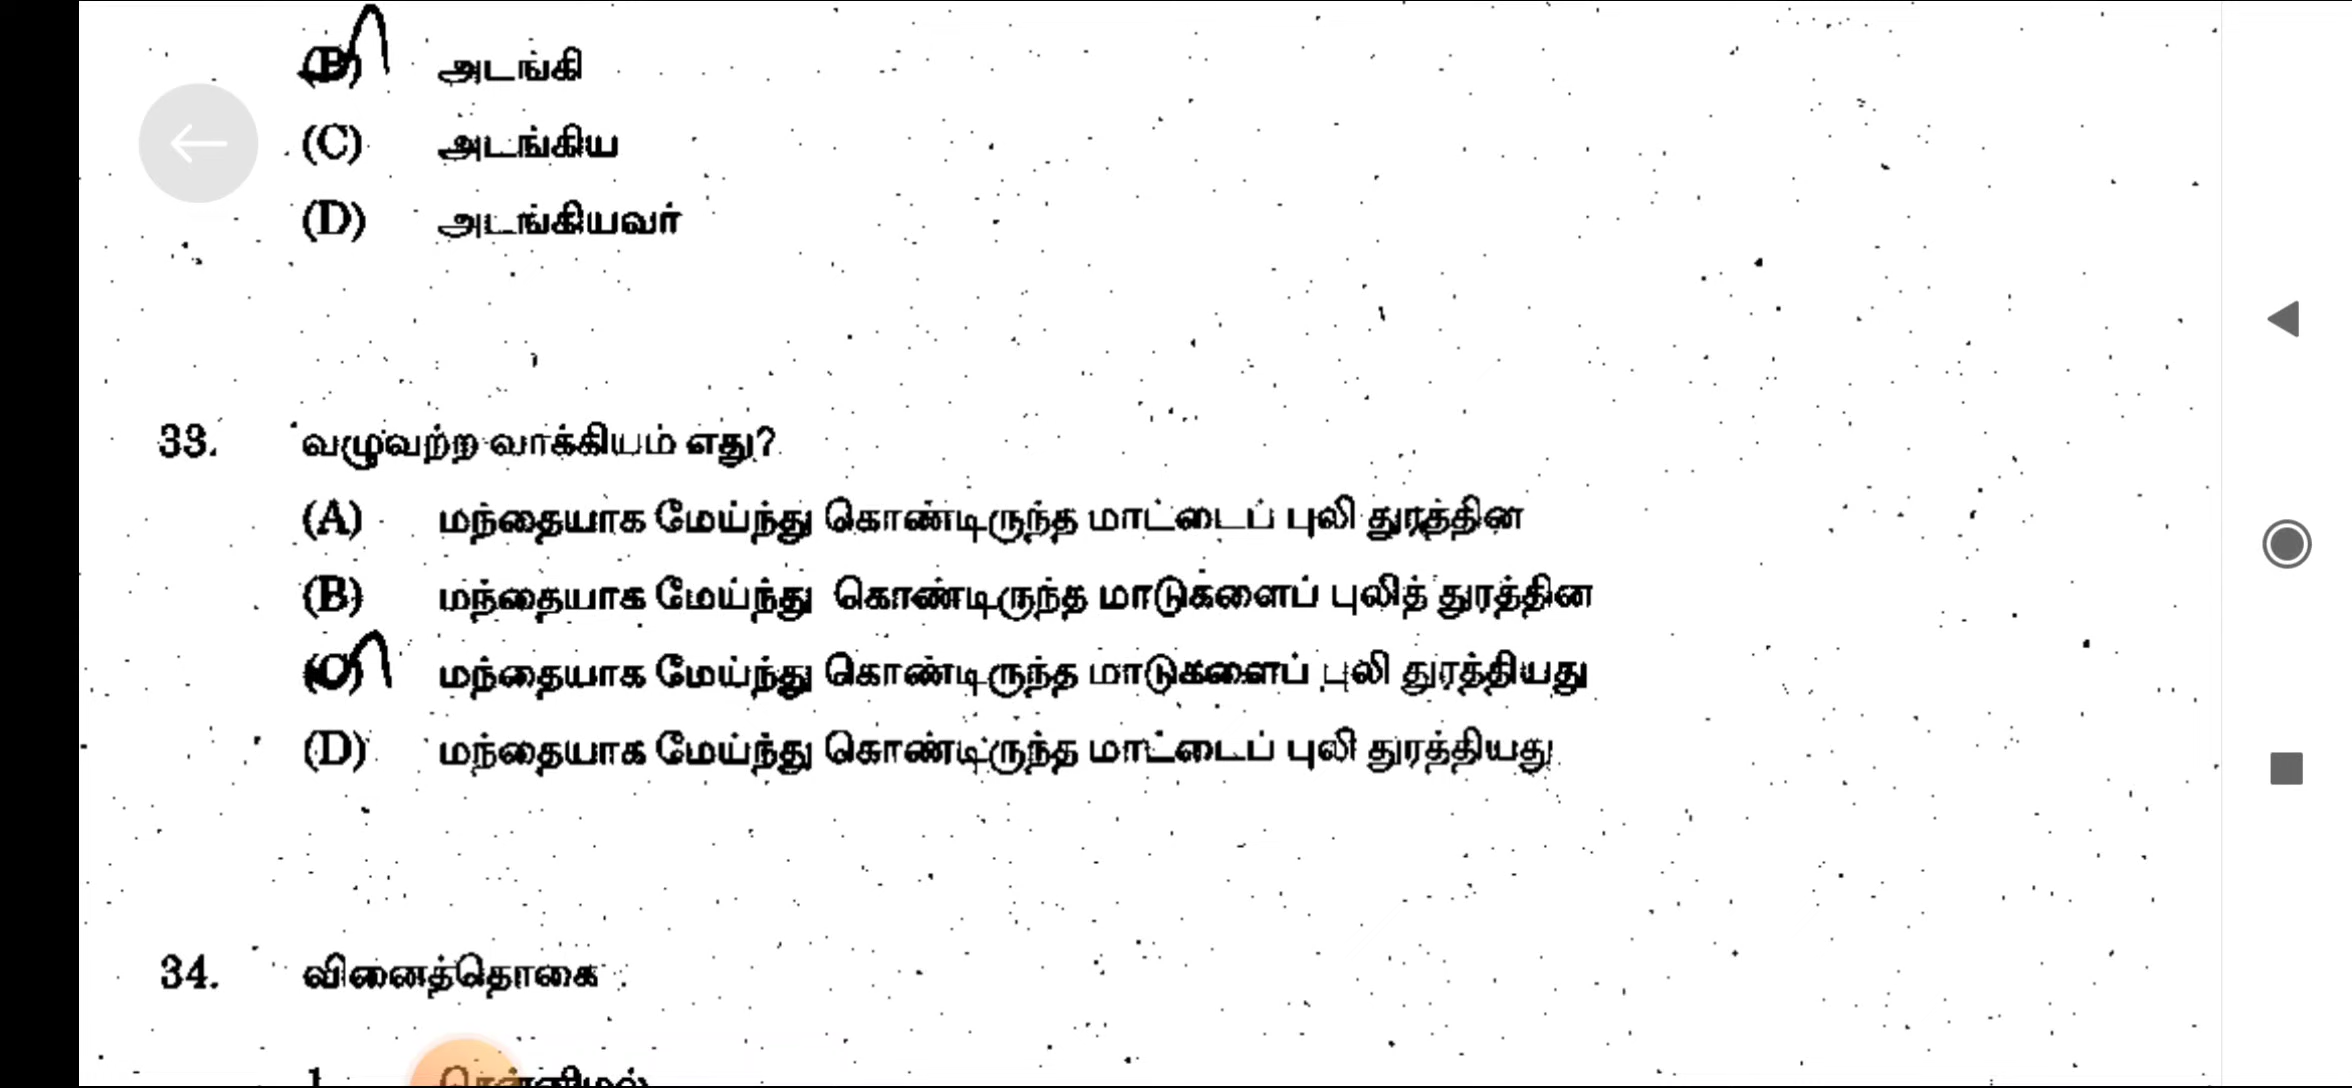 (B) அடங்கி
(C) அடங்கிய
(D) அடங்கியவர்
33. வழுவற்ற வாக்கியம் எது?
(A) மந்தையாக மேய்ந்து கொண்டிருந்த மாட்டைப் புலி துரத்தின
(B) மந்தையாக மேய்ந்து கொண்டிருந்த மாடுகளைப் புலித் துரத்தின
(C) மந்தையாக மேய்ந்து கொண்டிருந்த மாடுகளைப் புலி துரத்தியது
(D) மந்தையாக மேய்ந்து கொண்டிருந்த மாட்டைப் புலி துரத்தியது
34. வினைத்தொகை
1.